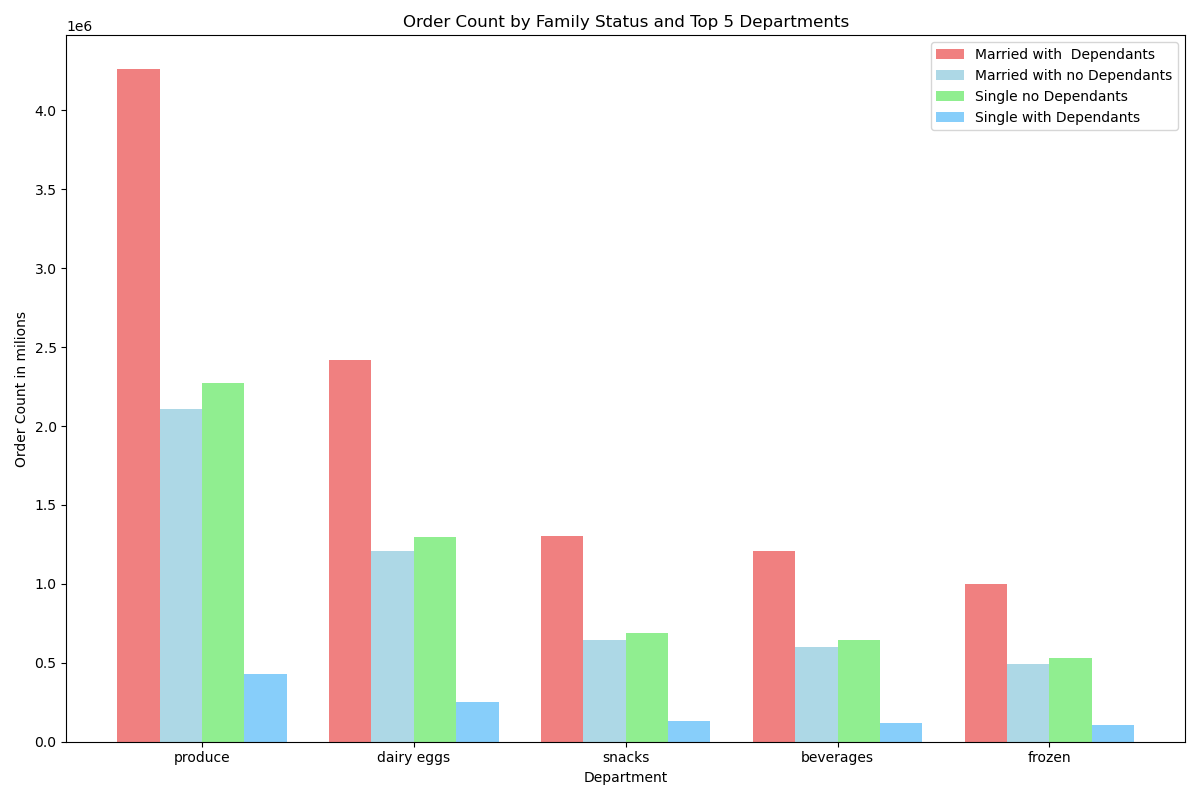 Order Count by Family Status and Top 5 Departments
1e6
Married with  Dependants
Married with no Dependants
Single no Dependants
Single with Dependants
4.0
3.5
3.0
2.5
2.0
1.5
1.0
0.5
0.0
Order Count in milions
produce
dairy eggs
snacks
beverages
frozen
Department